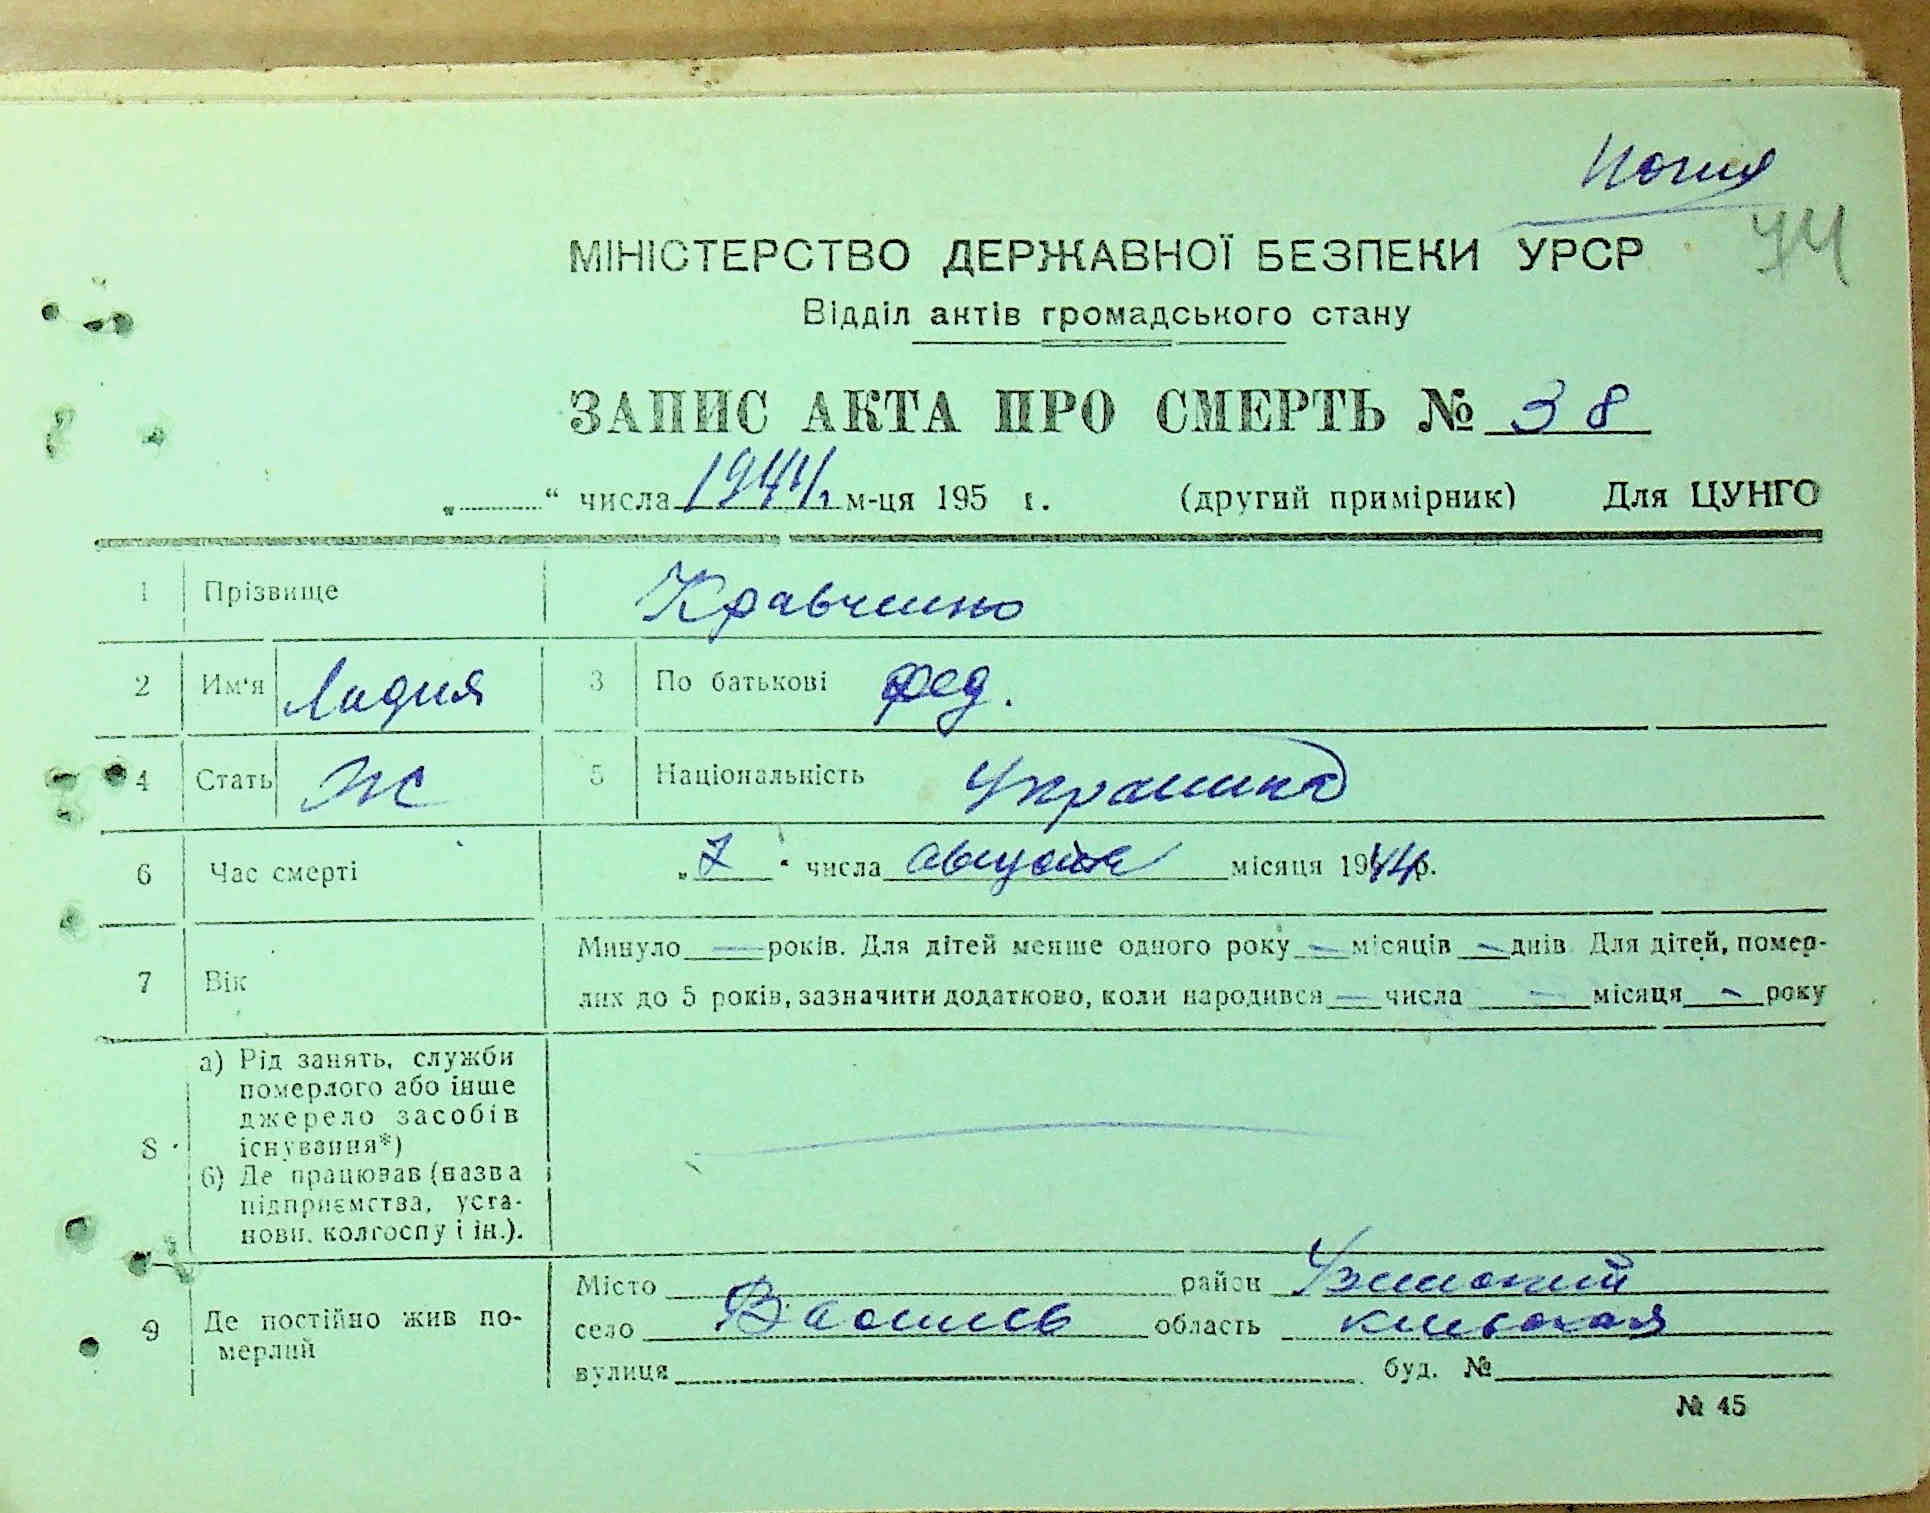 Копия
44
МІНІСТЕРСТВО ДЕРЖАВНОЇ БЕЗПЕКИ УРСР
Відділ актів громадського стану
ЗАПИС АКТА ПРО СМЕРТЬ № 38
„ “ числа 1944 м-ця 195 г. (другий примірник) Для ЦУНГО
1 Прізвище Кравченко
2 Им‘я Лидия 3 По батькові Фед.
4 Стать Ж 5 Національність Украинка
6 Час смерті „7“ числа августа місяця 1944р.
7 Вік Минуло — років. Для дітей менше одного року — місяців — днів Для дітей, помер-
лих до 5 років, зазначити додатково, коли народився — числа — місяця — року
8 а) Рід занять, служби
померлого або інше
джерело засобів
існування*)
б) Де працював (назва
підприємства, уста-
нови, колгоспу і ін.).
9 Де постійно жив по-
мерлий
Місто район Узинский
село область Киевская
вулиця буд. №
№ 45